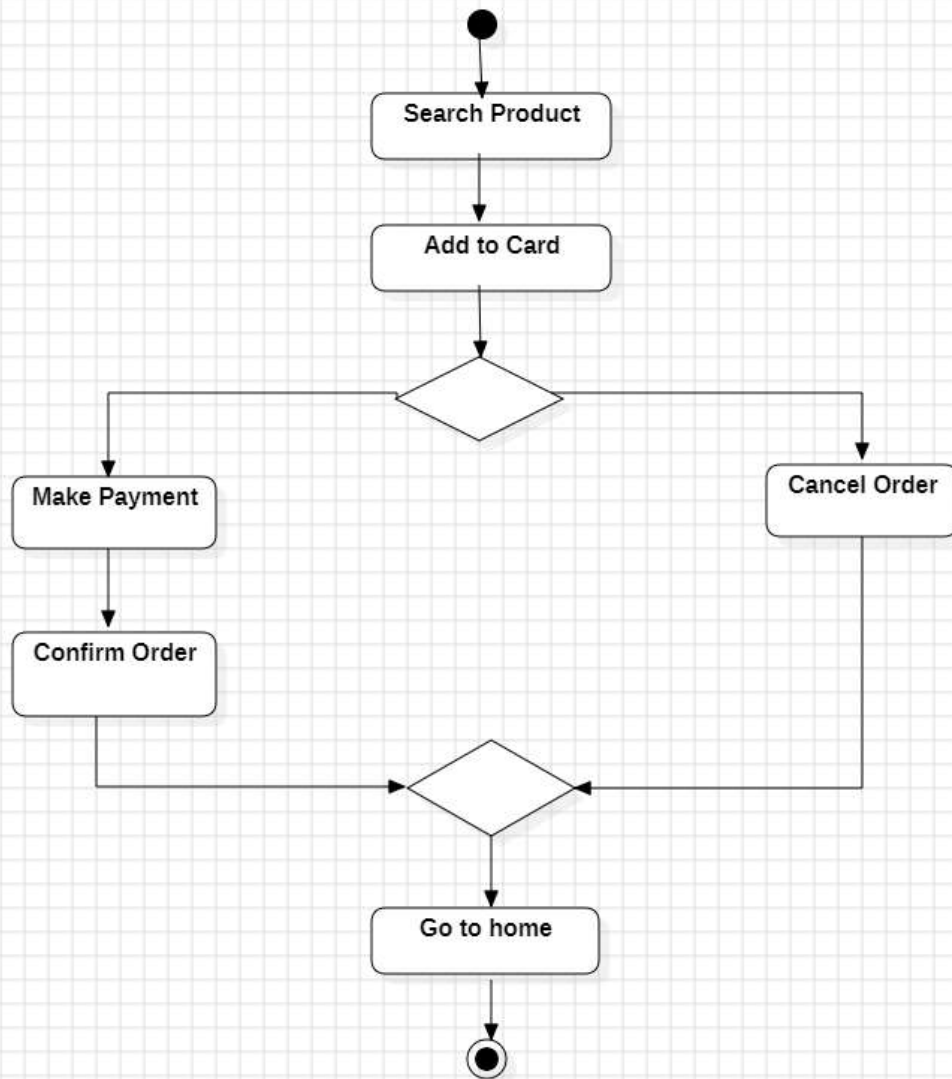 Search Product
Add to Card
Make Payment
Cancel Order
Confirm Order
Go to home